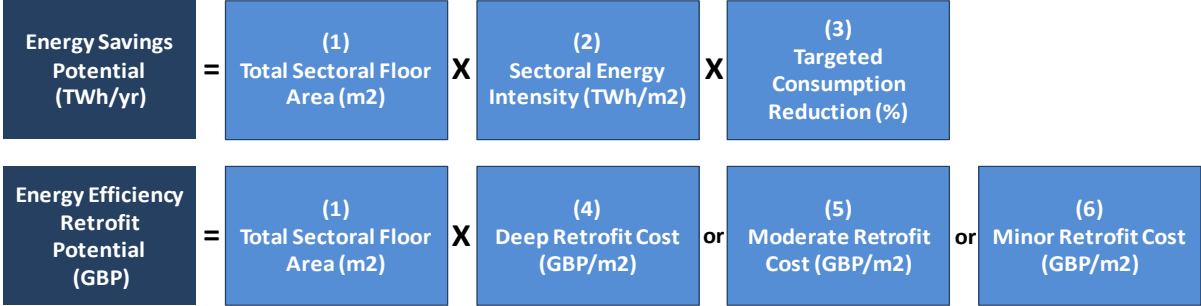 Energy Savings
Potential
(TWh/yr)
=
(1)
Total Sectoral Floor
Area (m2)
X
(2)
Sectoral Energy
Intensity (TWh/m2)
X
(3)
Targeted
Consumption
Reduction (%)
Energy Efficiency
Retrofit
Potential
(GBP)
=
(1)
Total Sectoral Floor
Area (m2)
X
(4)
Deep Retrofit Cost
(GBP/m2)
or
(5)
Moderate Retrofit
Cost (GBP/m2)
or
(6)
Minor Retrofit Cost
(GBP/m2)